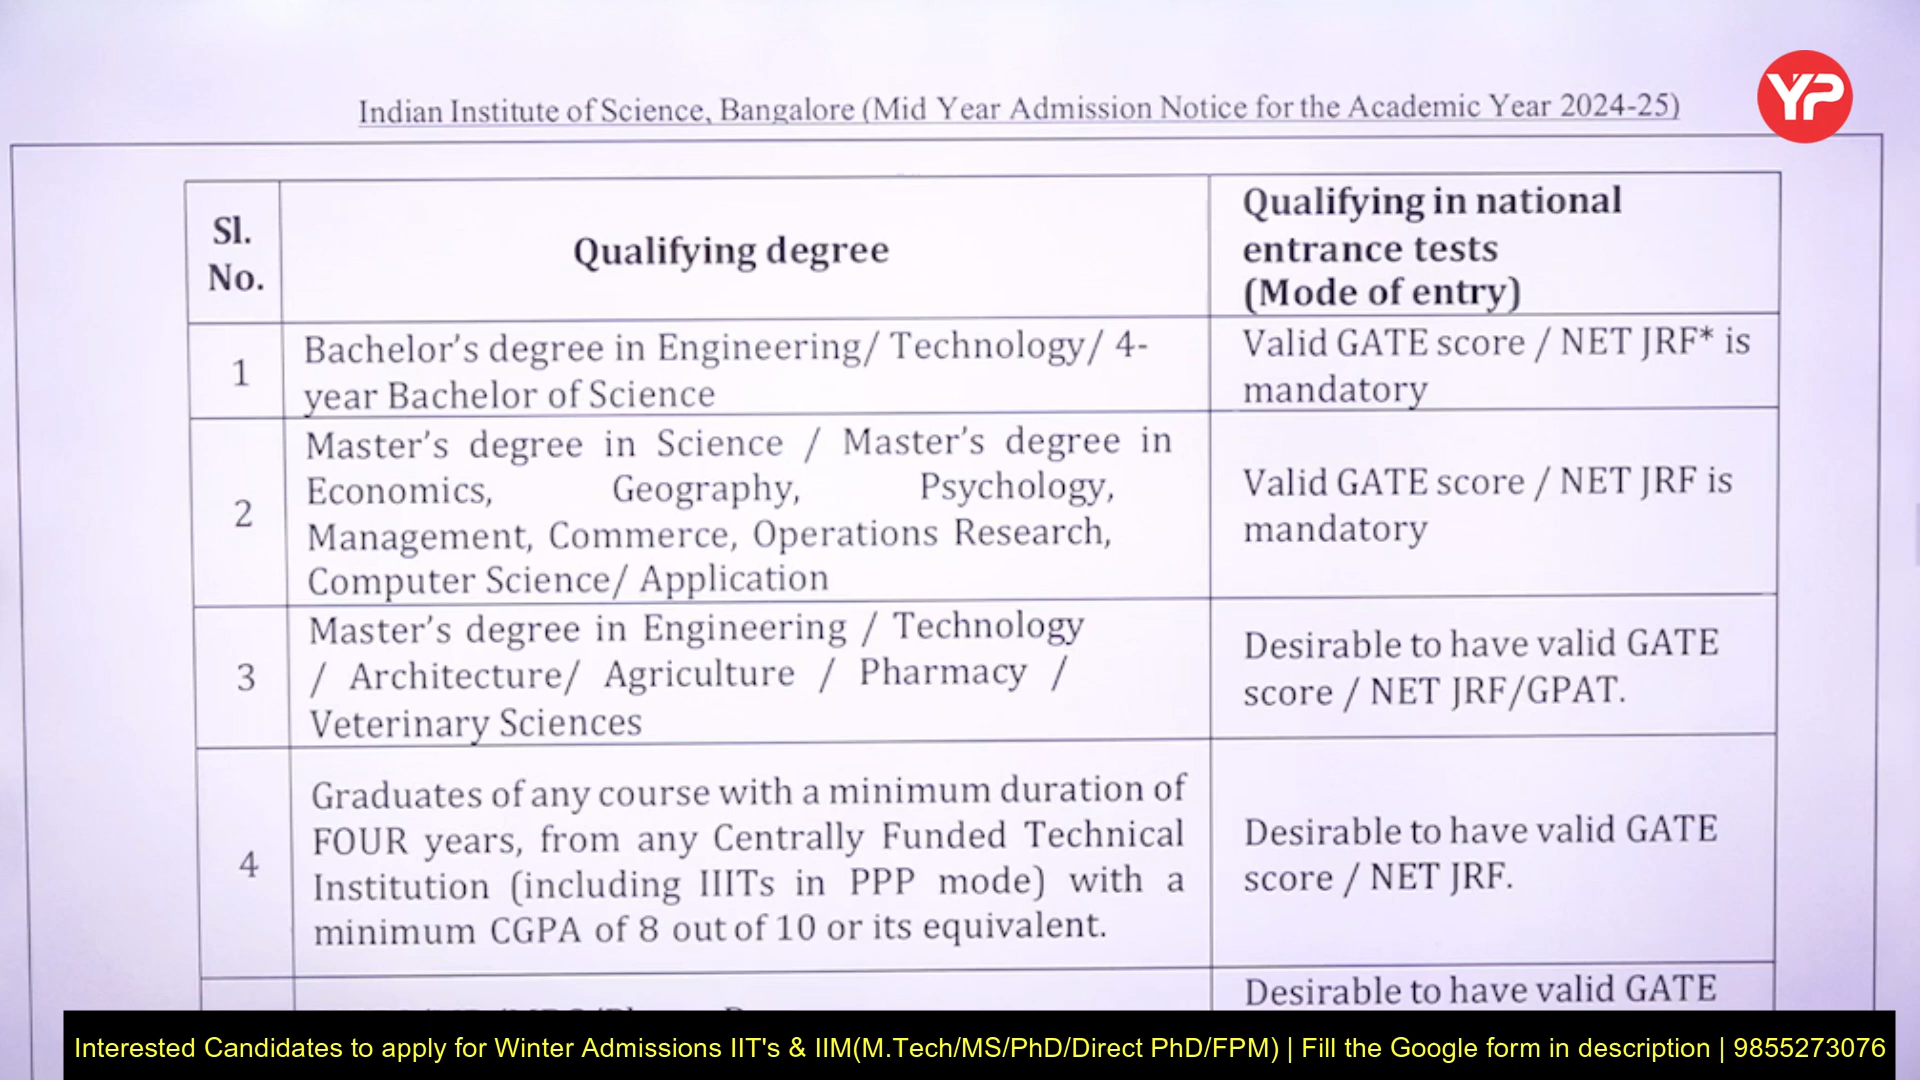 Indian Institute of Science, Bangalore (Mid Year Admission Notice for the Academic Year 2024-25)
YP
Sl.
No.
Qualifying degree
Qualifying in national
entrance tests
(Mode of entry)
1
Bachelor's degree in Engineering/ Technology/ 4-
year Bachelor of Science
Valid GATE score / NET JRF* is
mandatory
2
Master's degree in Science / Master's degree in
Economics, Geography, Psychology,
Management, Commerce, Operations Research,
Computer Science/ Application
Valid GATE score / NET JRF is
mandatory
3
Master's degree in Engineering / Technology
/ Architecture/ Agriculture / Pharmacy /
Veterinary Sciences
Desirable to have valid GATE
score / NET JRF/GPAT.
4
Graduates of any course with a minimum duration of
FOUR years, from any Centrally Funded Technical
Institution (including IIITs in PPP mode) with a
minimum CGPA of 8 out of 10 or its equivalent.
Desirable to have valid GATE
score / NET JRF.
Desirable to have valid GATE
Interested Candidates to apply for Winter Admissions IIT's & IIM(M.Tech/MS/PhD/Direct PhD/FPM) | Fill the Google form in description | 9855273076